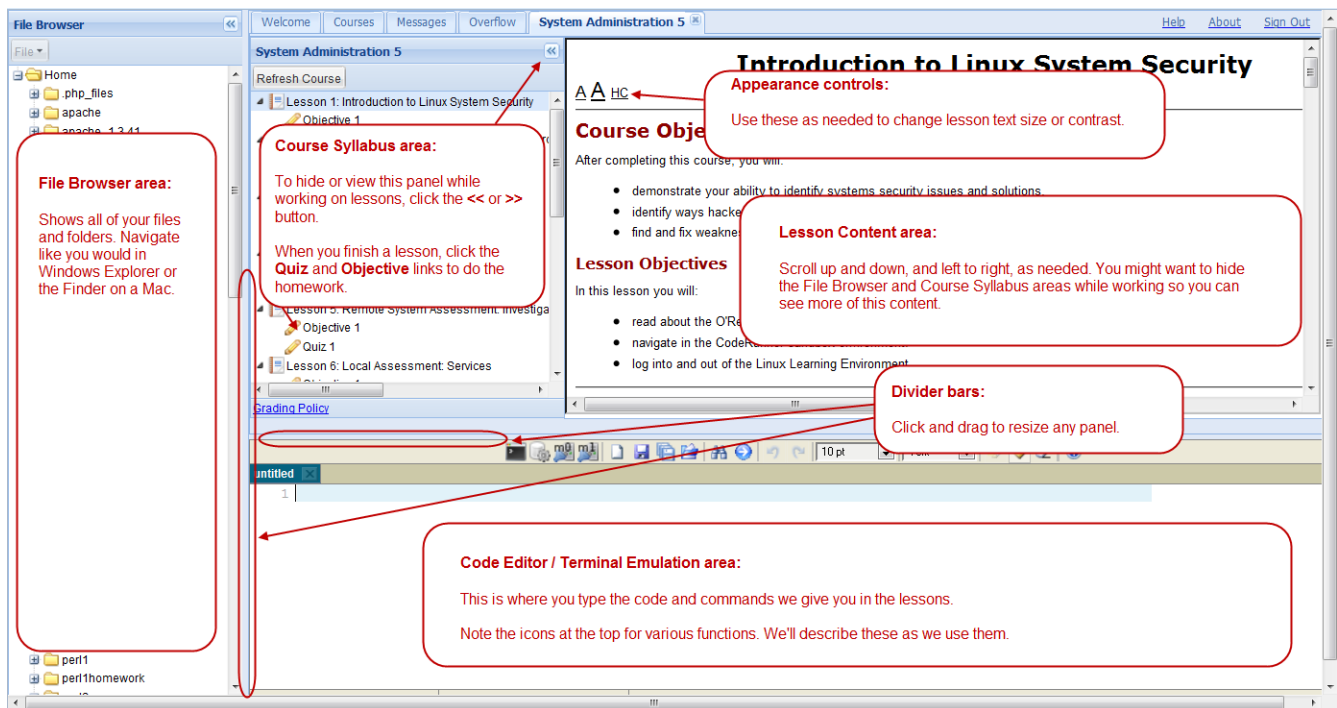 File Browser
Welcome
Courses
Messages
Overflow
System Administration 5
Help
About
Sign Out
File
Home
.php_files
apache
apache_1.3.41
File Browser area:
Shows all of your files
and folders. Navigate
like you would in
Windows Explorer or
the Finder on a Mac.
perl1
perl1homework
System Administration 5
Refresh Course
Lesson 1: Introduction to Linux System Security
Objective 1
Course Syllabus area:
To hide or view this panel while
working on lessons, click the << or >>
button.
When you finish a lesson, click the
Quiz and Objective links to do the
homework.
Lesson 5: Remote System Assessment: Investiga
Objective 1
Quiz 1
Lesson 6: Local Assessment: Services
Grading Policy
Introduction to Linux System Security
A A HC
Appearance controls:
Use these as needed to change lesson text size or contrast.
Course Obje
After completing this course, you will:
demonstrate your ability to identify systems security issues and solutions.
identify ways hacke
find and fix weaknes
Lesson Content area:
Scroll up and down, and left to right, as needed. You might want to hide
the File Browser and Course Syllabus areas while working so you can
see more of this content.
Lesson Objectives
In this lesson you will:
read about the O'Re
navigate in the CodeRunner Sandbox environment.
log into and out of the Linux Learning Environment
Divider bars:
Click and drag to resize any panel.
m0 m1
10 pt
untitled
1
Code Editor / Terminal Emulation area:
This is where you type the code and commands we give you in the lessons.
Note the icons at the top for various functions. We'll describe these as we use them.